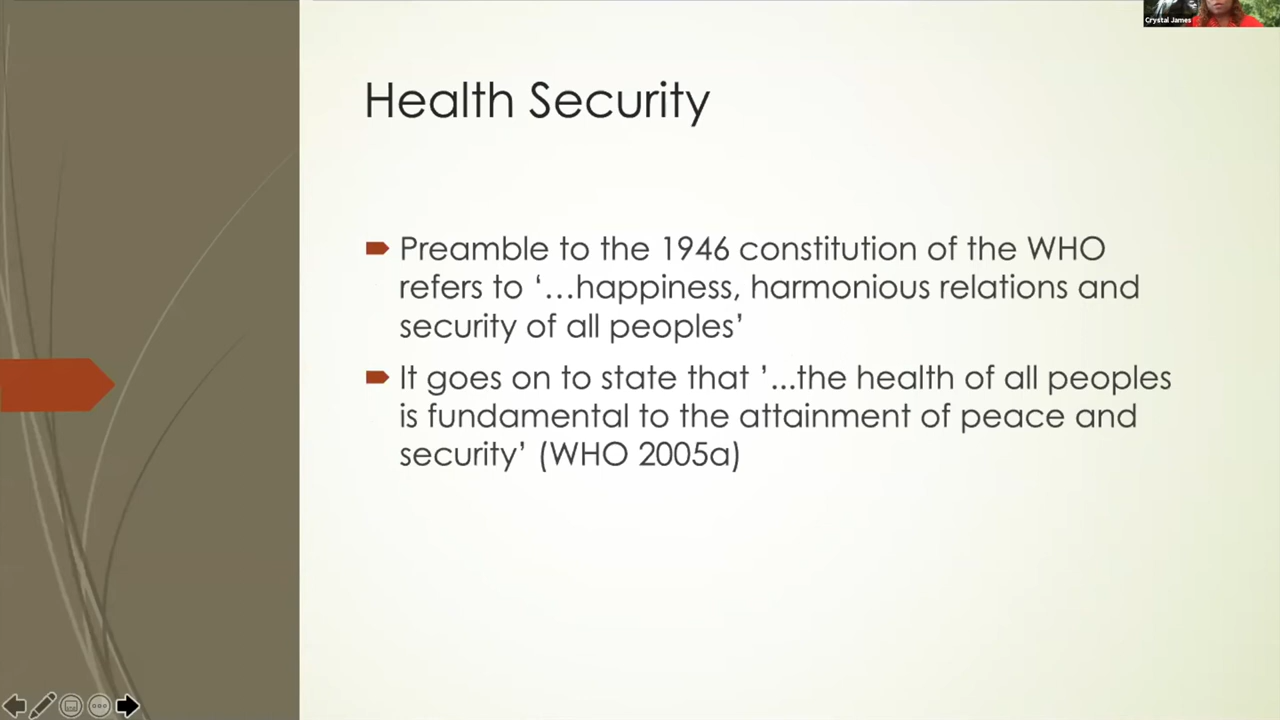 Crystal James
Health Security
Preamble to the 1946 constitution of the WHO
refers to ‘…happiness, harmonious relations and
security of all peoples’
It goes on to state that ’...the health of all peoples
is fundamental to the attainment of peace and
security’ (WHO 2005a)